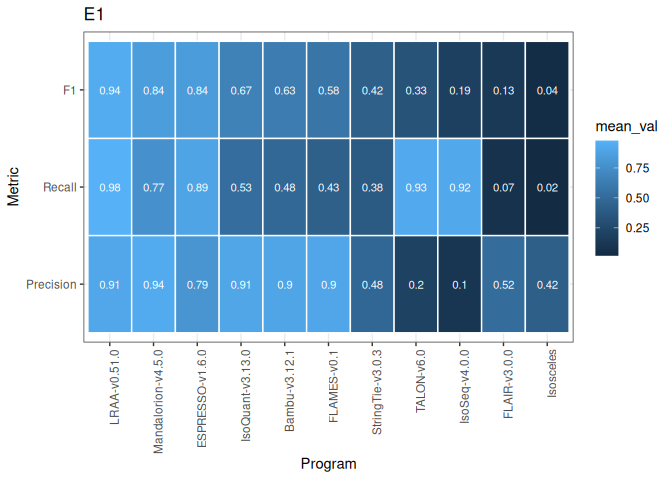 E1
F1
0.94 0.84 0.84 0.67 0.63 0.58 0.42 0.33 0.19 0.13 0.04
Recall
0.98 0.77 0.89 0.53 0.48 0.43 0.38 0.93 0.92 0.07 0.02
Precision
0.91 0.94 0.79 0.91 0.9 0.9 0.48 0.2 0.1 0.52 0.42
Metric
LRAA-v0.51.0
Mandalorion-v4.5.0
ESPRESSO-v1.6.0
IsoQuant-v3.13.0
Bambu-v3.12.1
FLAMES-v0.1
StringTie-v3.0.3
TALON-v6.0
IsoSeq-v4.0.0
FLAIR-v3.0.0
Isosceles
Program
mean_val
0.75
0.50
0.25